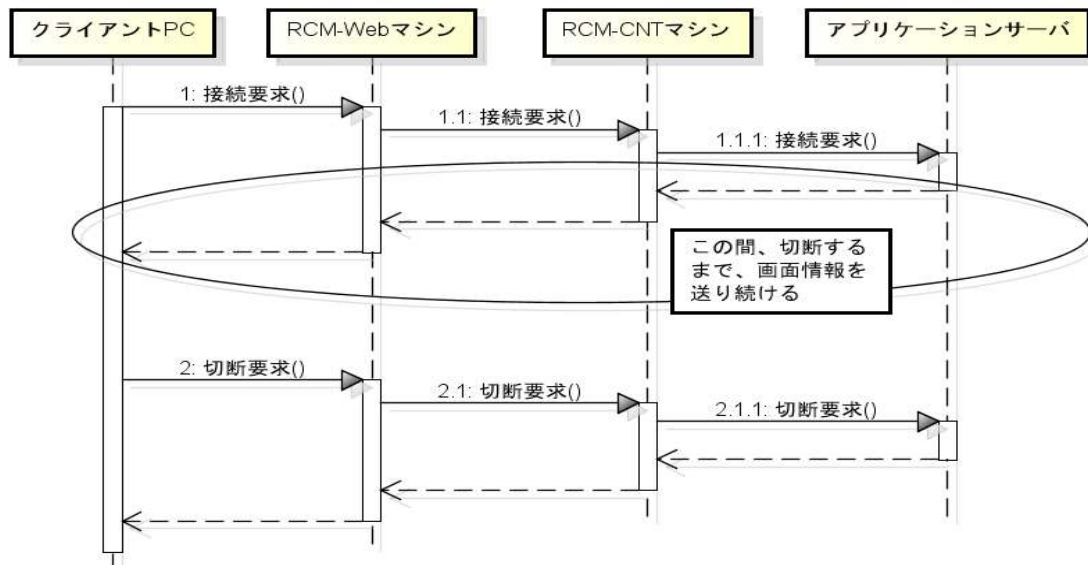 クライアントPC
RCM-Webマシン
RCM-CNTマシン
アプリケーションサーバ
1: 接続要求()
1.1: 接続要求()
1.1.1: 接続要求()
この間、切断する
まで、画面情報を
送り続ける
2: 切断要求()
2.1: 切断要求()
2.1.1: 切断要求()